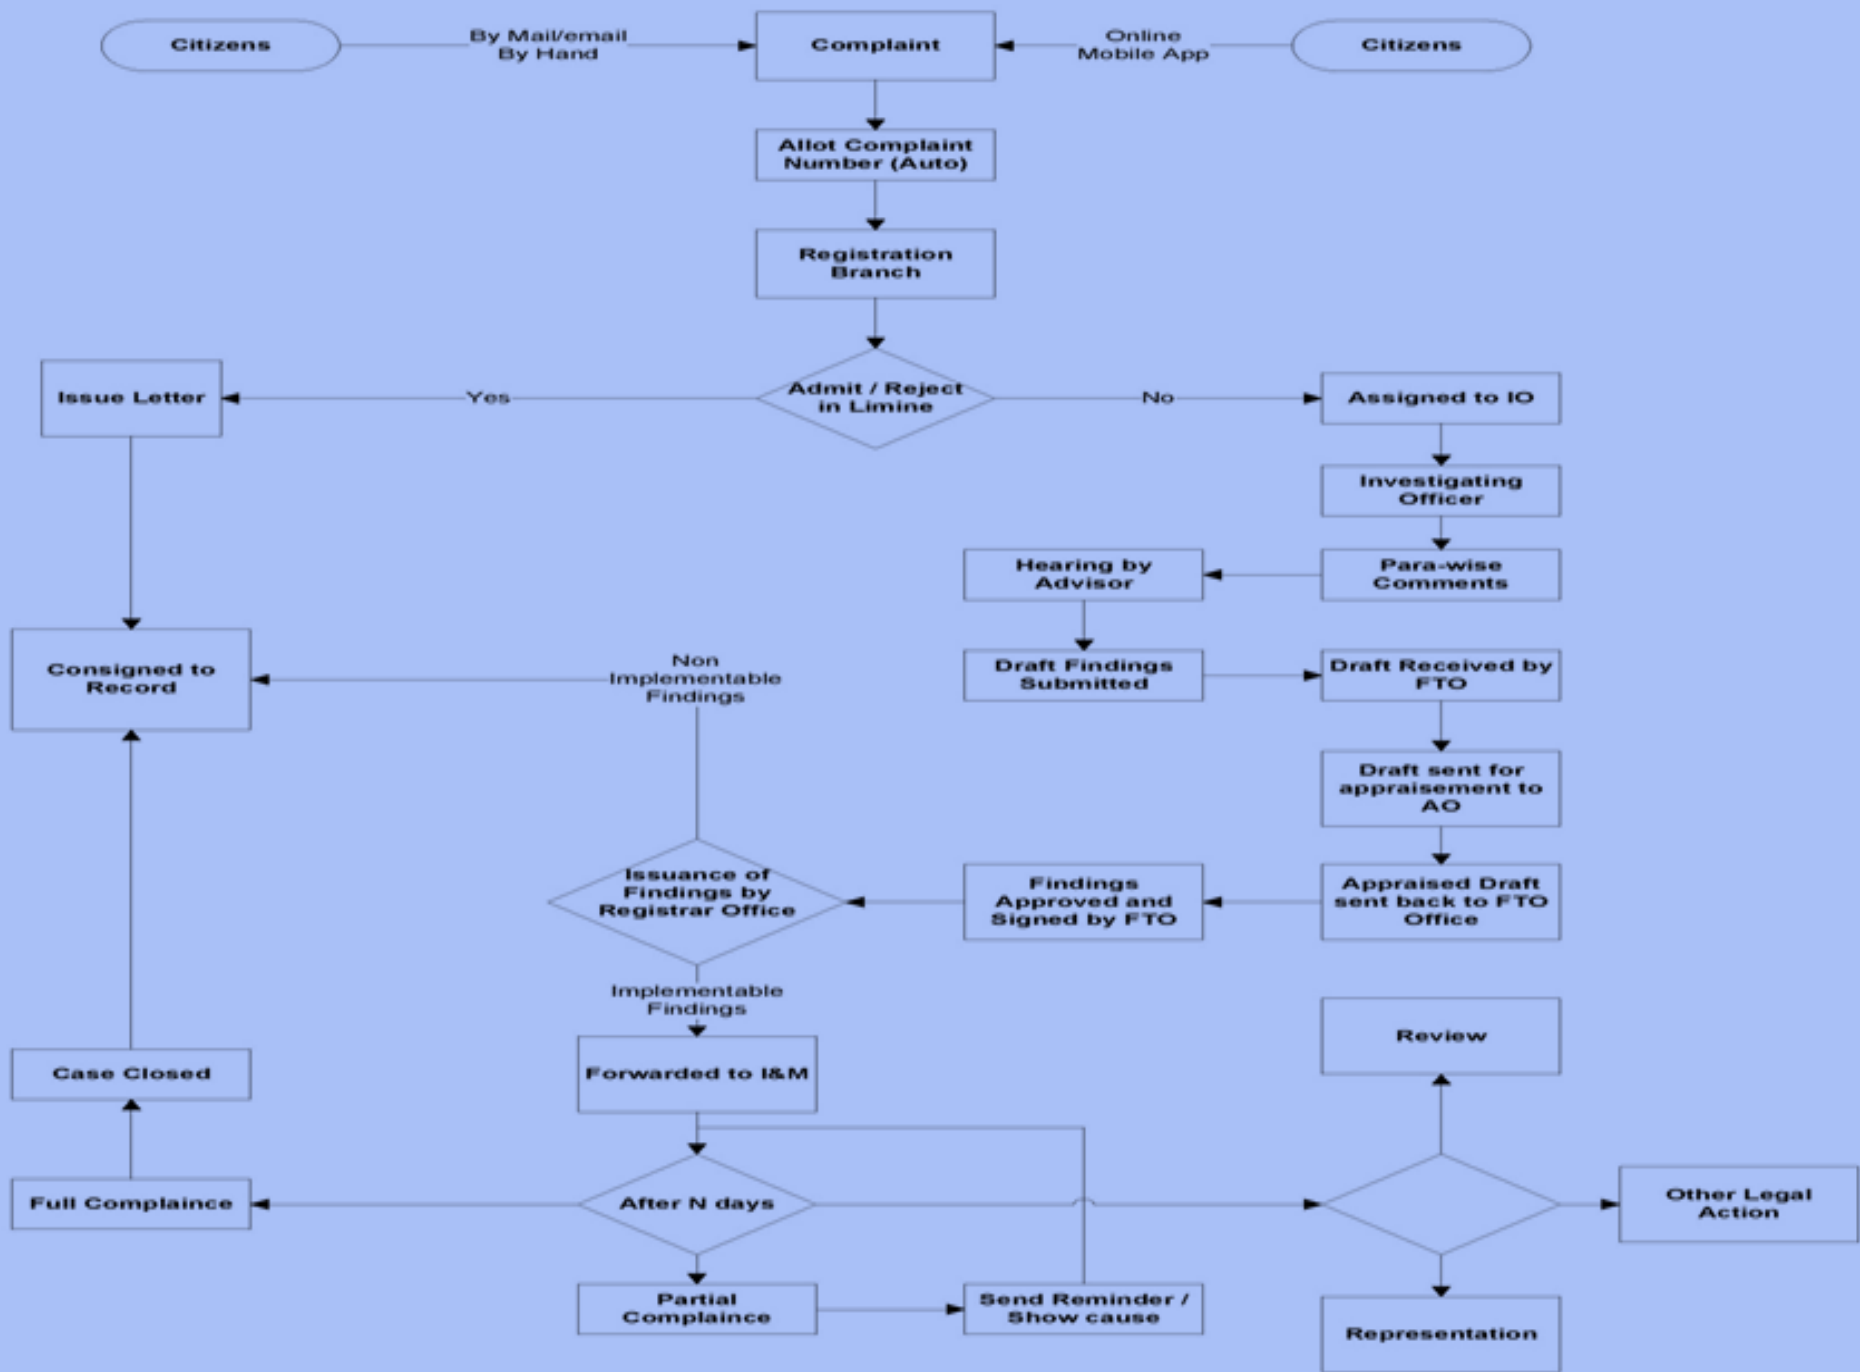 Citizens
By Mail/email
By Hand
Complaint
Online
Mobile App
Citizens
Allot Complaint
Number (Auto)
Registration
Branch
Issue Letter
Yes
Admit / Reject
in Limine
No
Assigned to IO
Investigating
Officer
Hearing by
Advisor
Para-wise
Comments
Consigned to
Record
Non
Implementable
Findings
Draft Findings
Submitted
Draft Received by
FTO
Draft sent for
appraisement to
AO
Issuance of
Findings by
Registrar Office
Findings
Approved and
Signed by FTO
Appraised Draft
sent back to FTO
Office
Implementable
Findings
Review
Case Closed
Forwarded to I&M
Full Complaince
After N days
Other Legal
Action
Partial
Complaince
Send Reminder /
Show cause
Representation